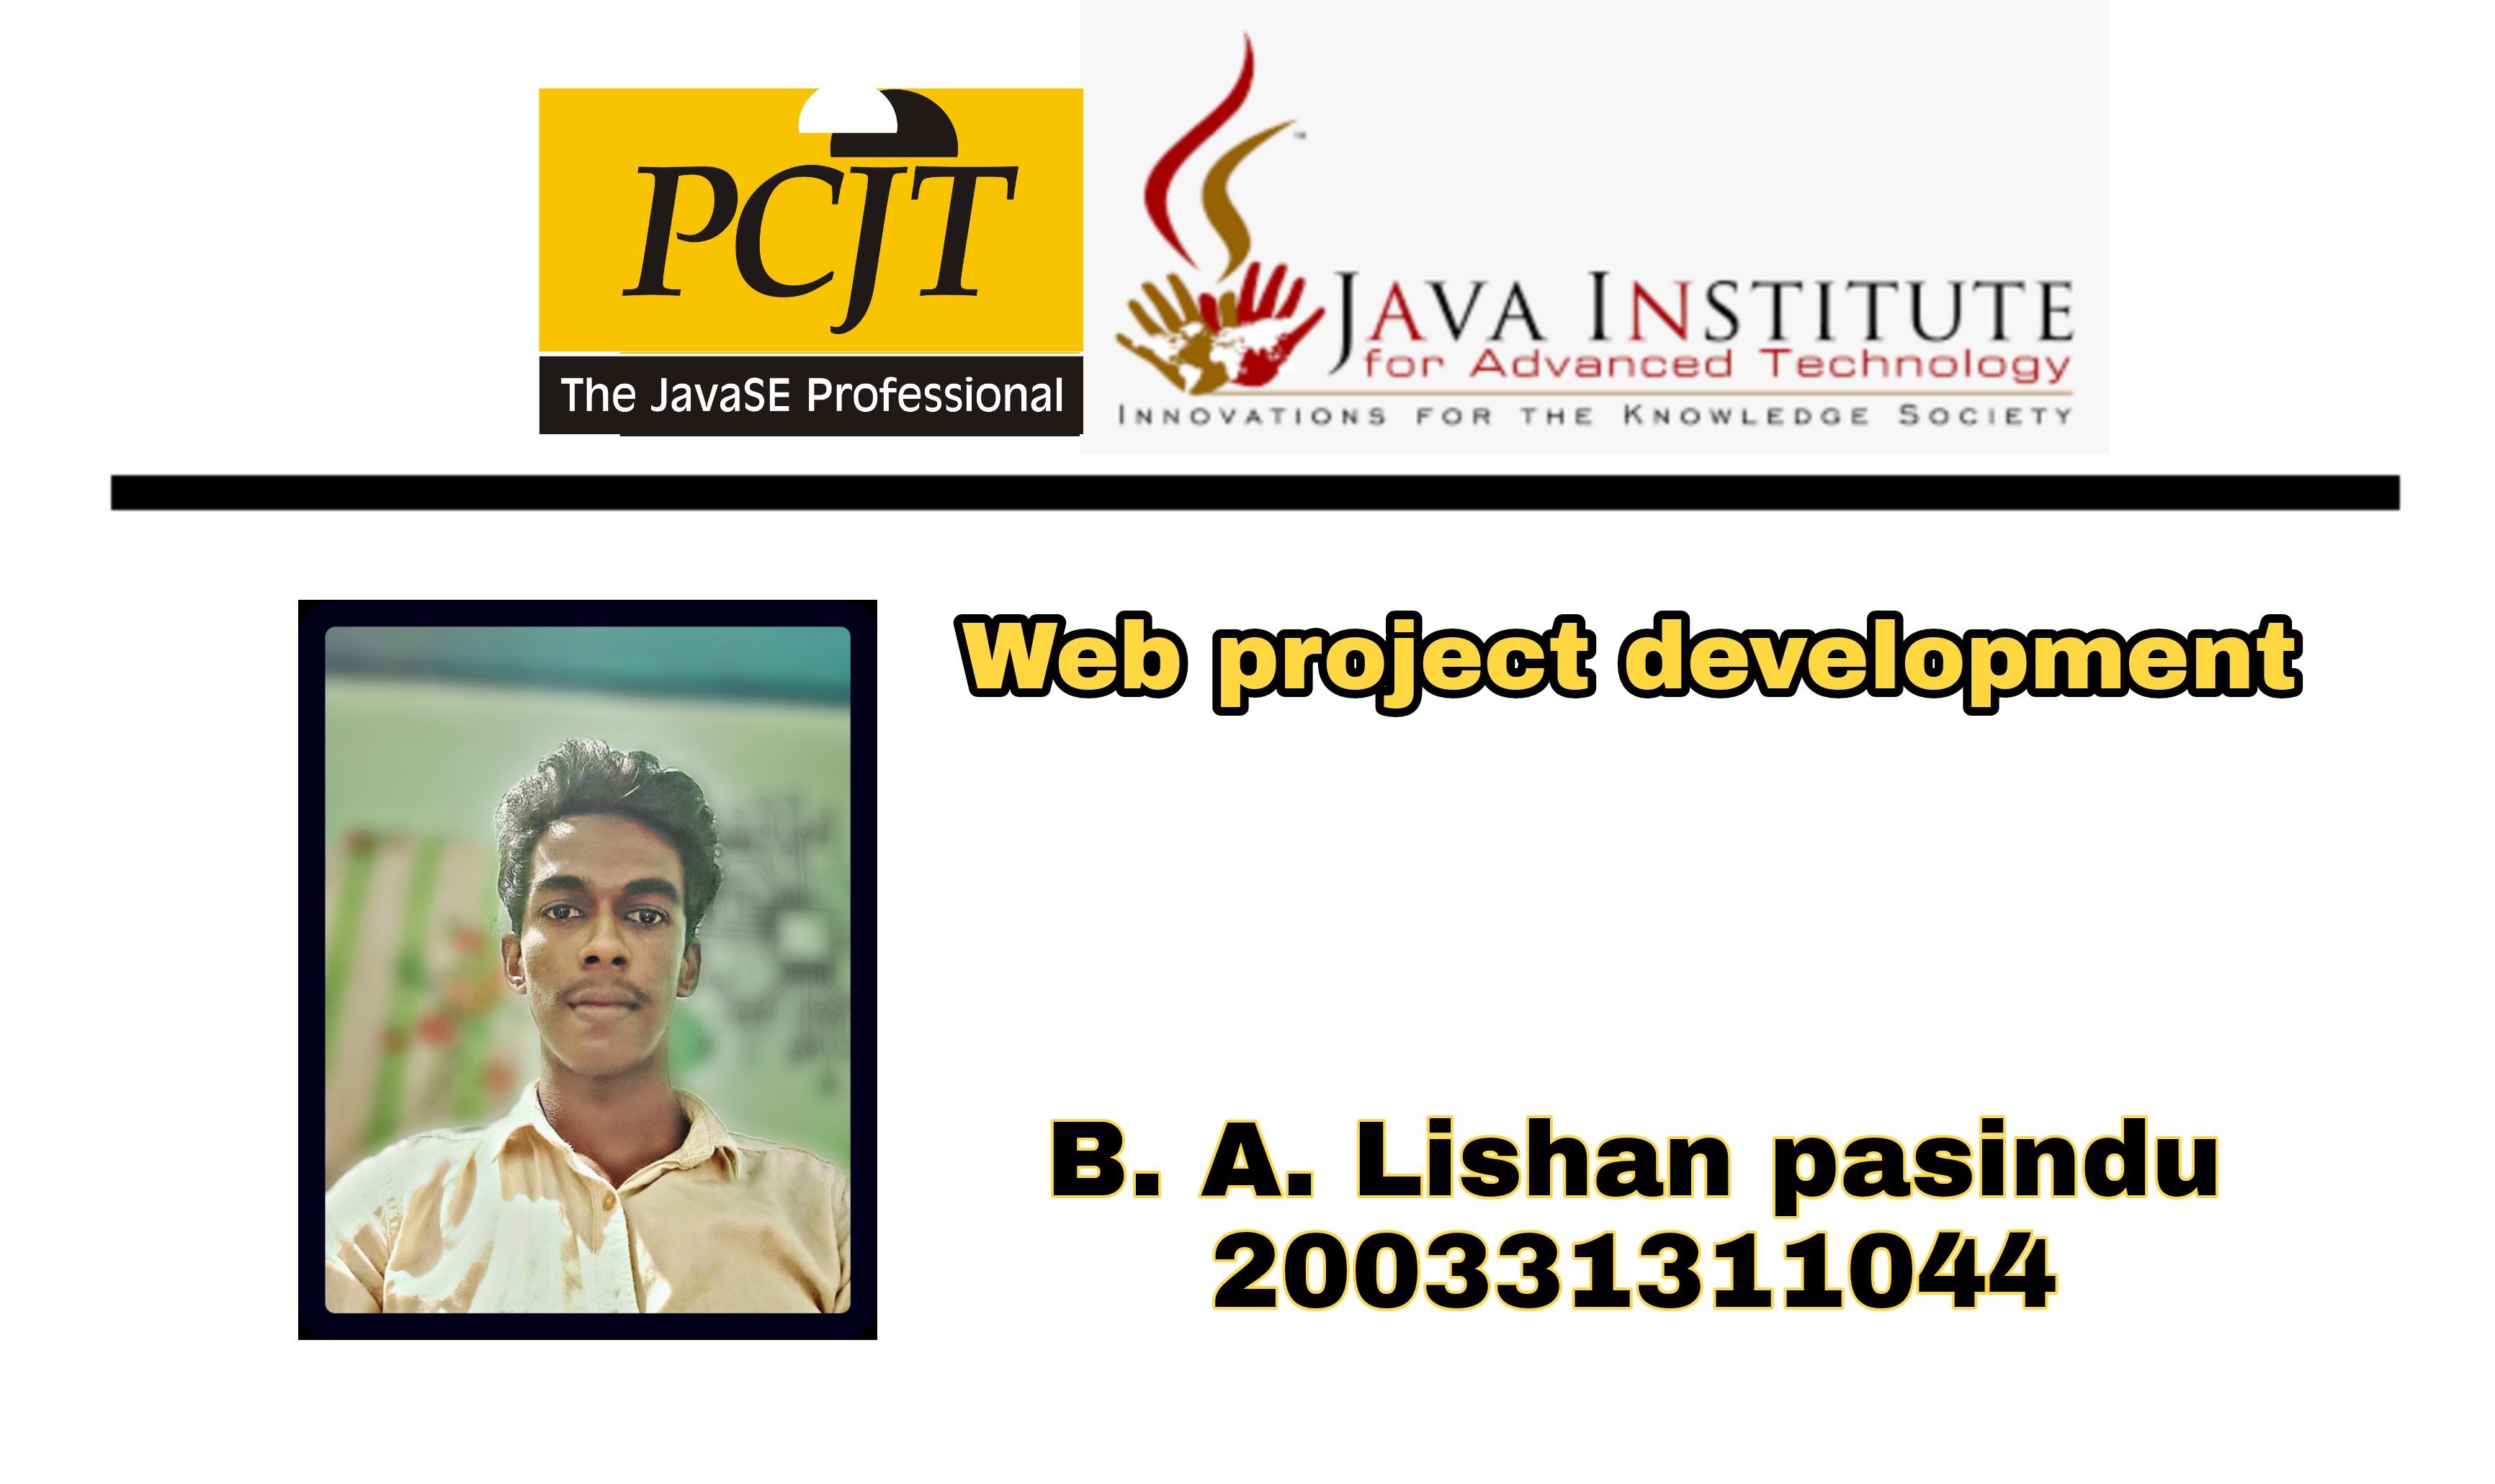 PCJT
The JavaSE Professional
TM
JAVA INSTITUTE
for Advanced Technology
INNOVATIONS FOR THE KNOWLEDGE SOCIETY
Web project development
B. A. Lishan pasindu
200331311044